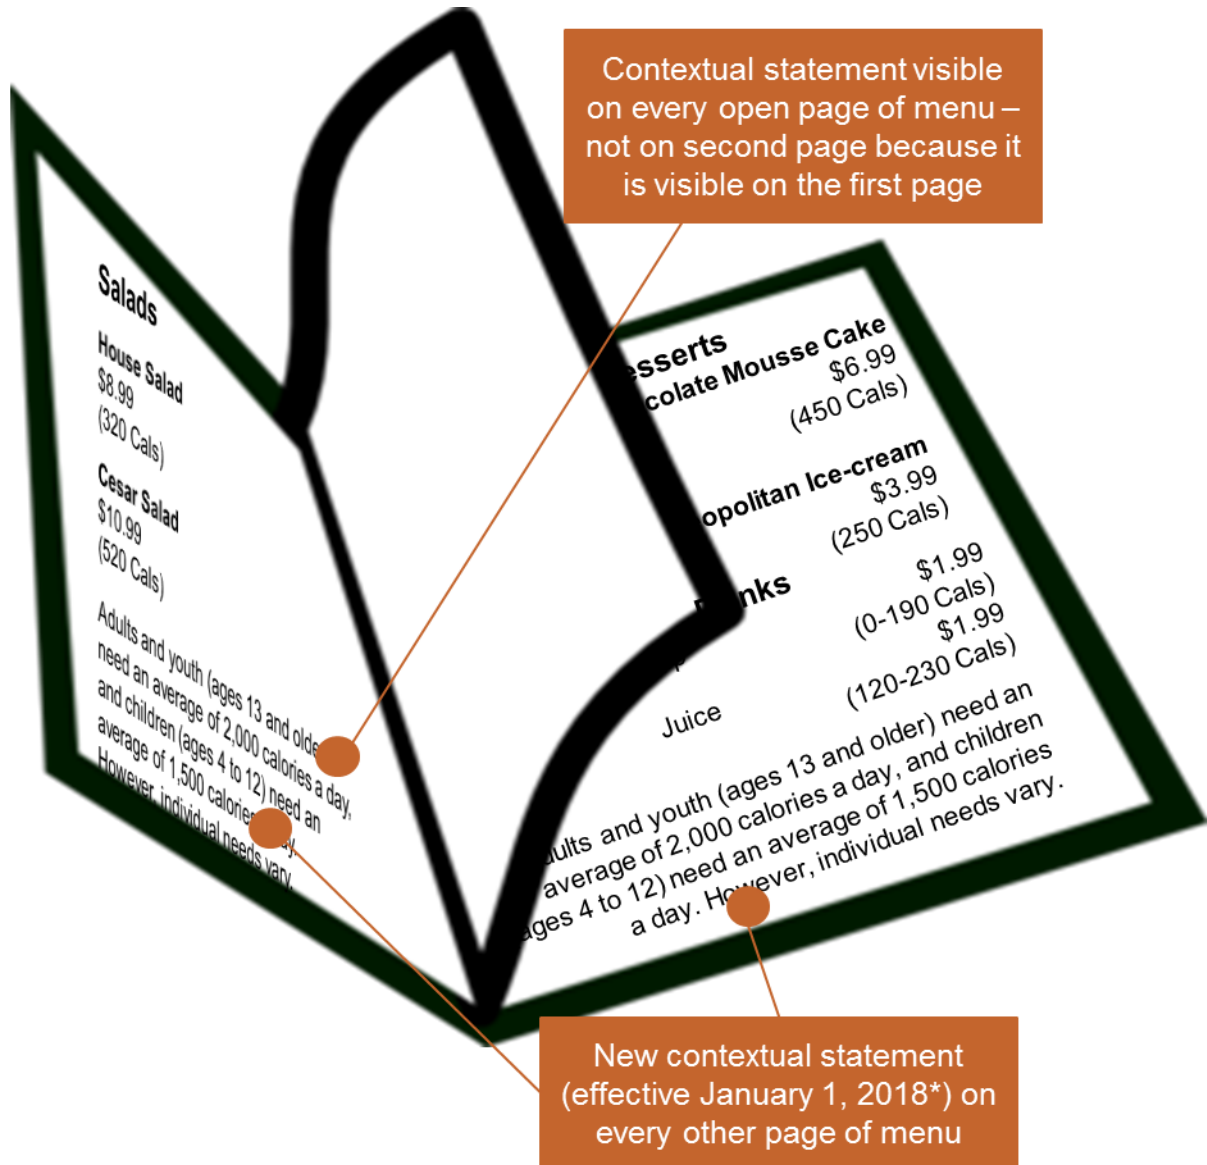 Contextual statement visible
on every open page of menu –
not on second page because it
is visible on the first page
Salads
House Salad
$8.99
(320 Cals)
Cesar Salad
$10.99
(520 Cals)
Adults and youth (ages 13 and olde
need an average of 2,000 calories a day,
and children (ages 4 to 12) need an
average of 1,500 calories day.
However, individual needs vary.
esserts
colate Mousse Cake
$6.99
(450 Cals)
opolitan Ice-cream
$3.99
(250 Cals)
nks
$1.99
(0-190 Cals)
$1.99
Juice
(120-230 Cals)
dults and youth (ages 13 and older) need an
average of 2,000 calories a day, and children
ages 4 to 12) need an average of 1,500 calories
a day. However, individual needs vary.
New contextual statement
(effective January 1, 2018*) on
every other page of menu